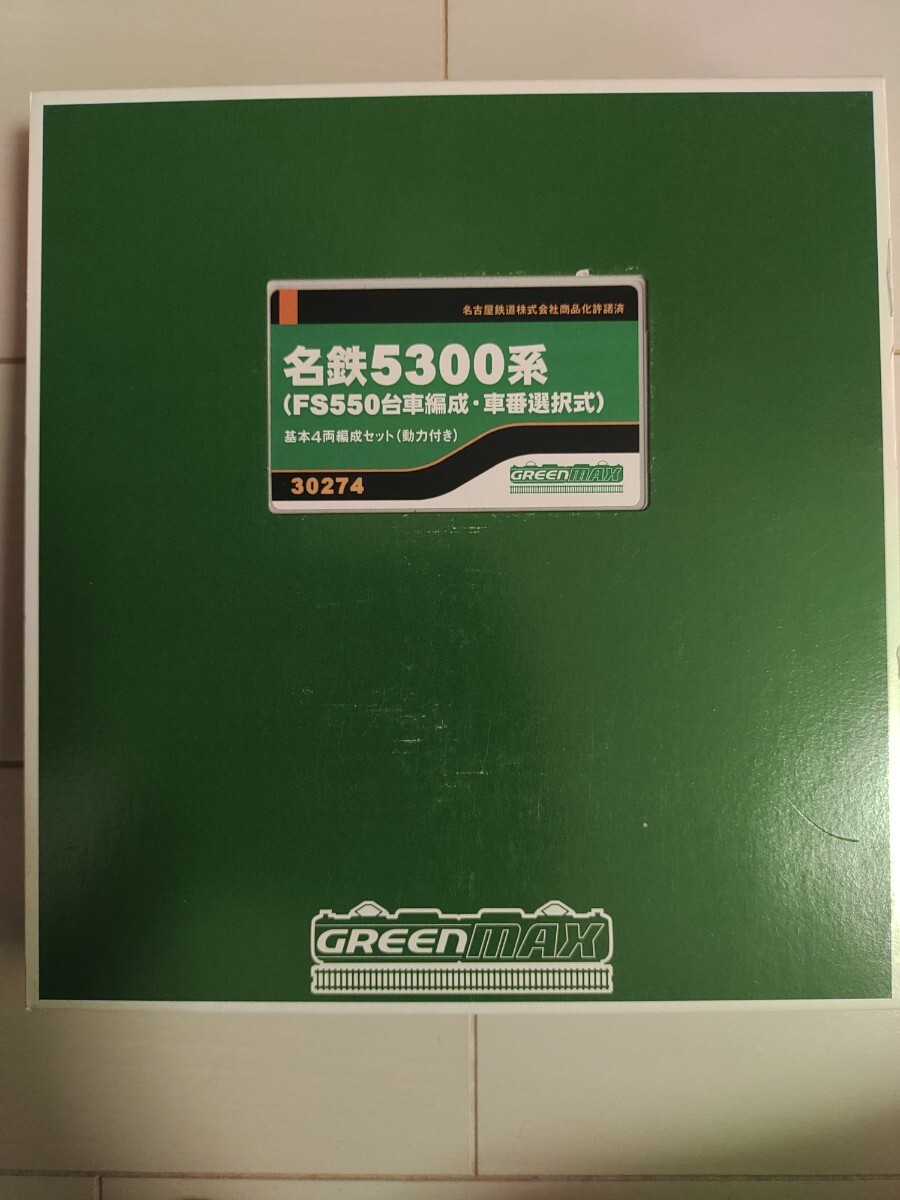 名古屋鉄道株式会社商品化許諾済
名鉄5300系
(FS550台車編成・車番選択式)
基本4両編成セット(動力付き)
30274
GREENMAX
GREENMAX